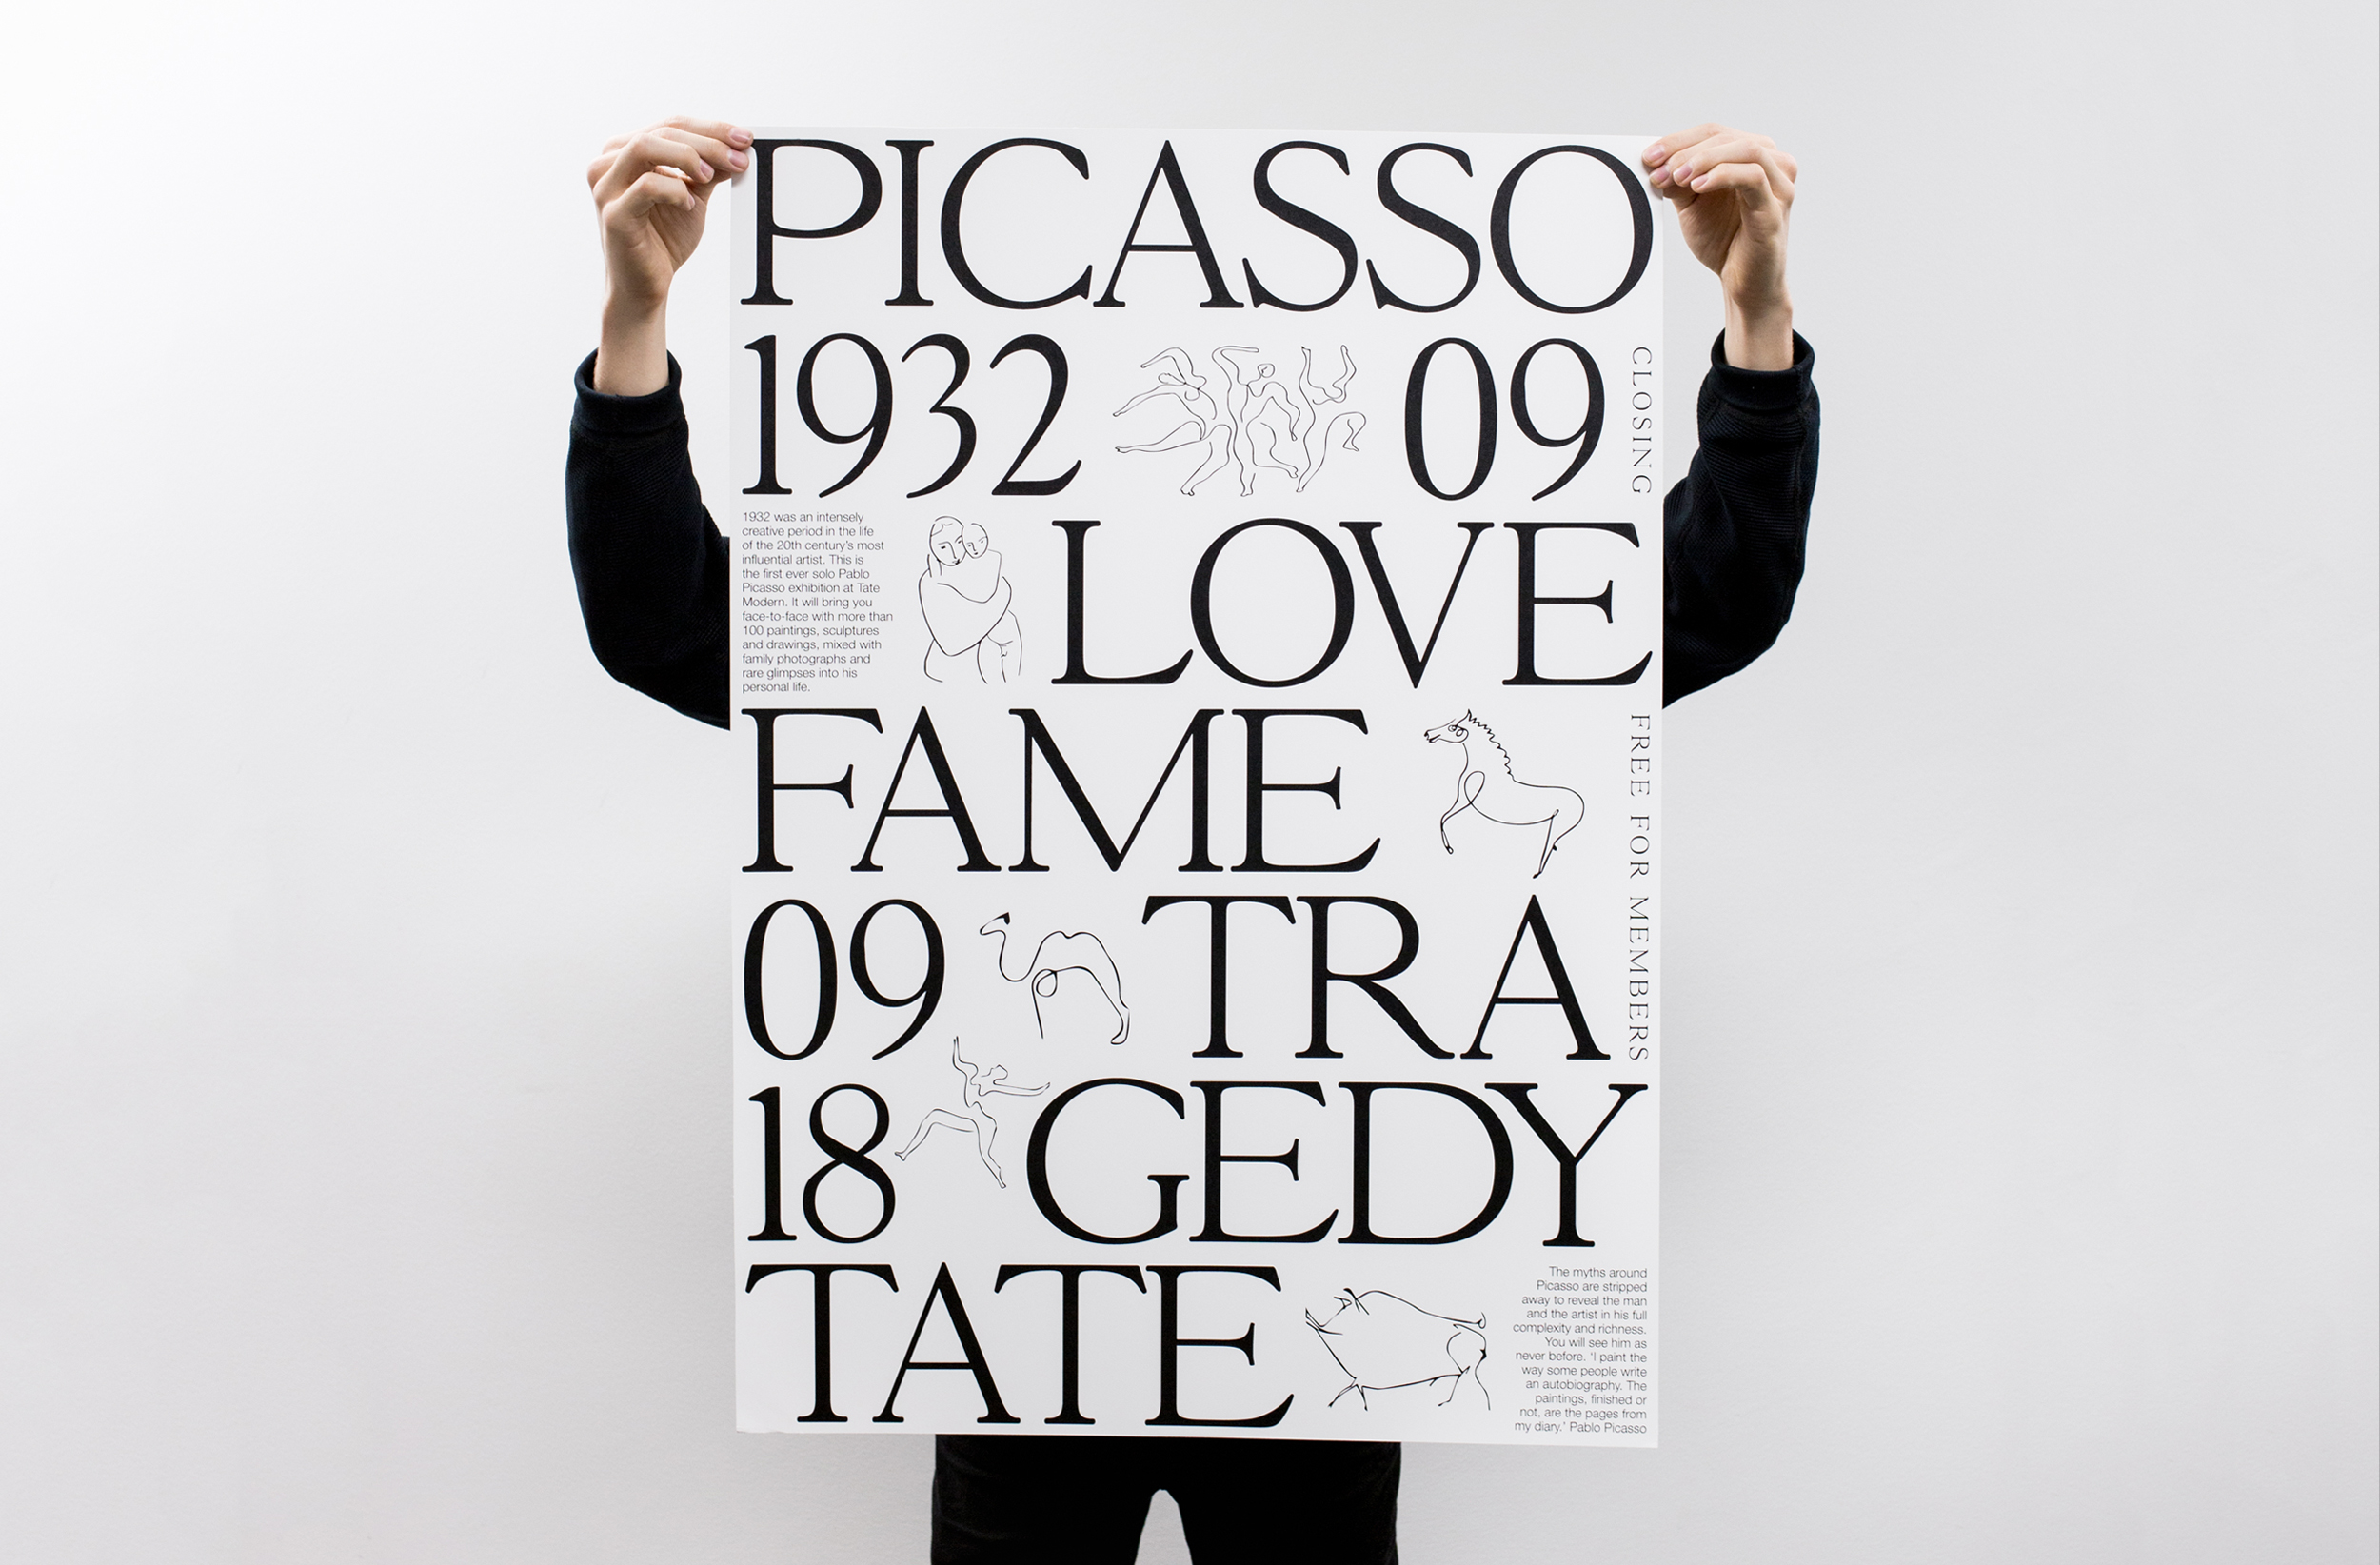 PICASSO
1932 09
CLOSING
1932 was an intensely
creative period in the life
of the 20th century's most
influential artist. This is
the first ever solo Pablo
Picasso exhibition at Tate
Modern. It will bring you
face-to-face with more than
100 paintings, sculptures
and drawings, mixed with
family photographs and
rare glimpses into his
personal life.
LOVE
FAME
FREE FOR MEMBERS
09 TRA
18 GEDY
TATE
The myths around
Picasso are stripped
away to reveal the man
and the artist in his full
complexity and richness.
You will see him as
never before. 'I paint the
way some people write
an autobiography. The
paintings, finished or
not, are the pages from
my diary.' Pablo Picasso